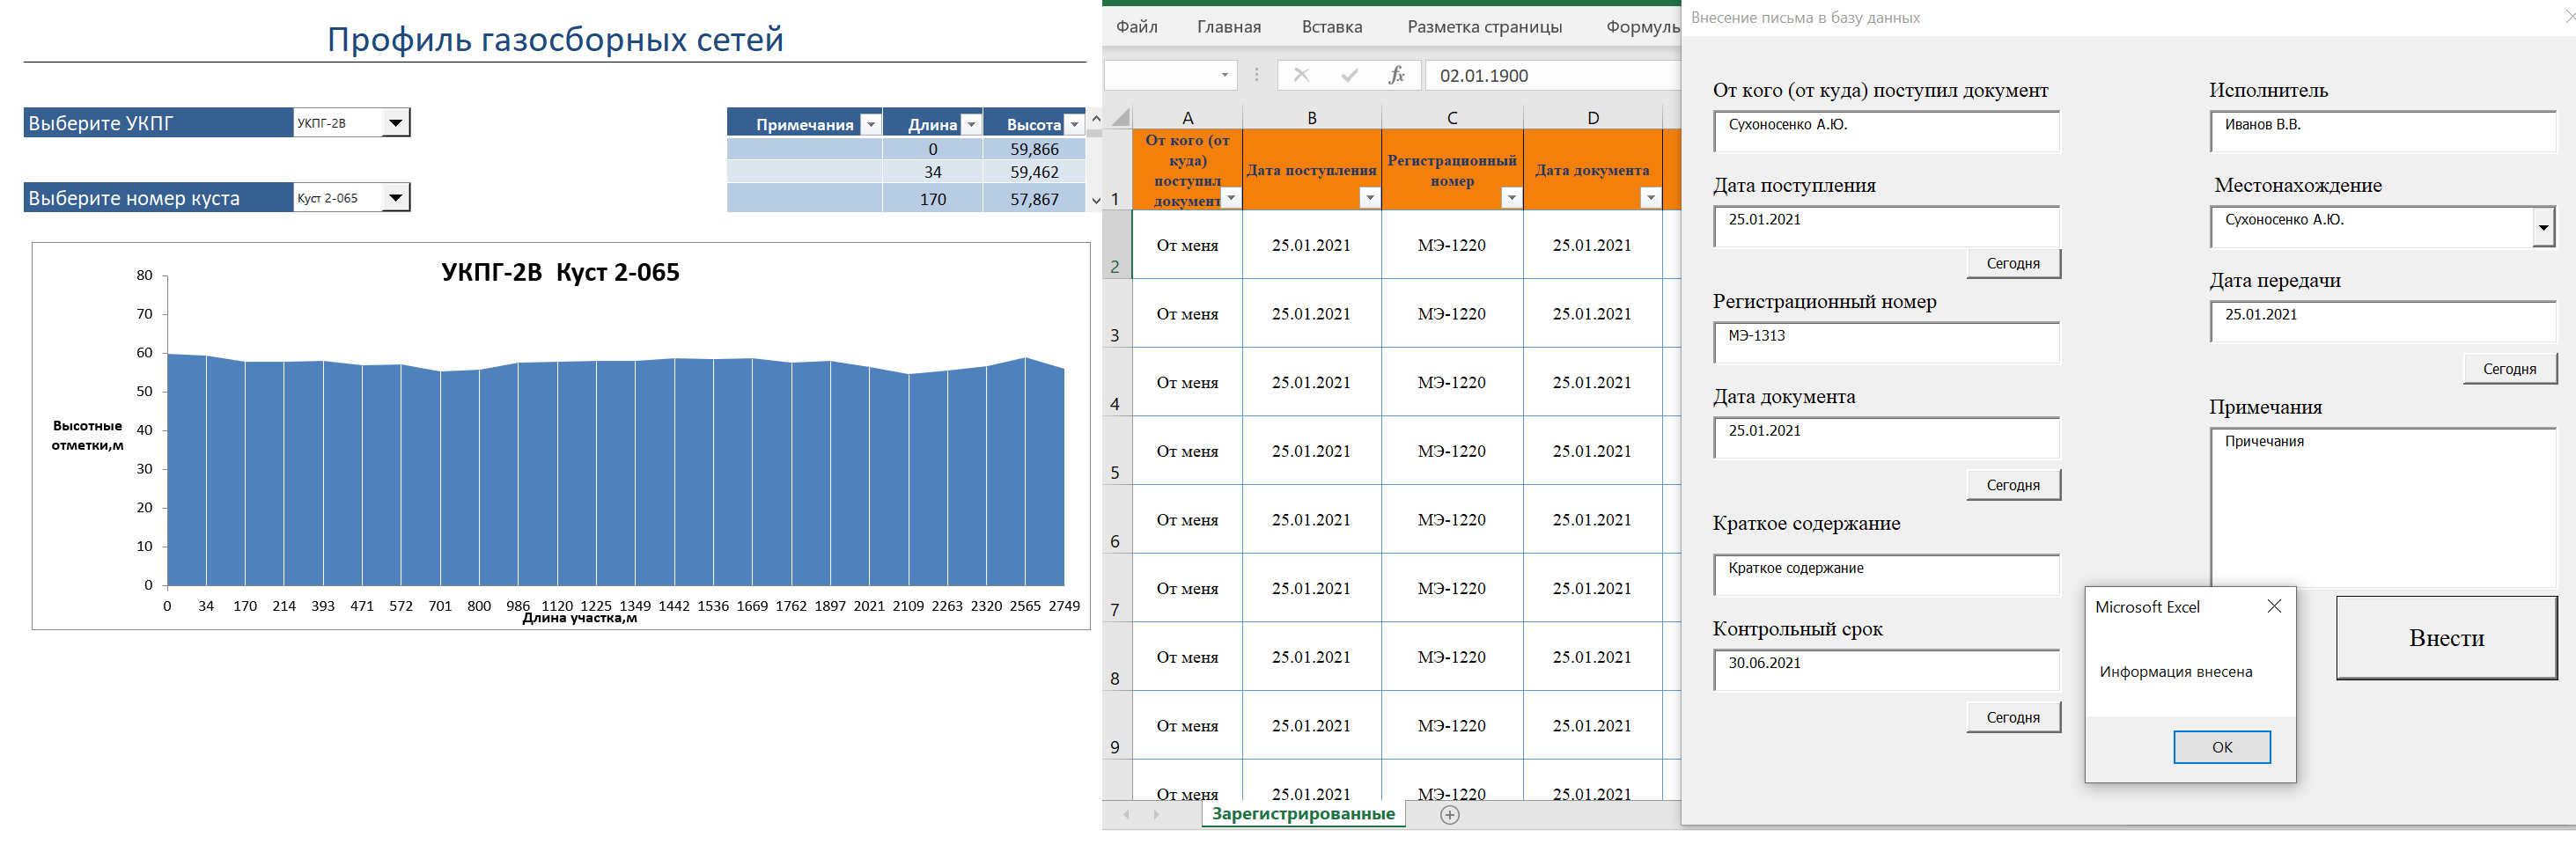 Профиль газосборных сетей
Выберите УКПГ
УКПГ-2В
Выберите номер куста
Куст 2-065
Примечания Длина Высота
0 59,866
34 59,462
170 57,867
УКПГ-2В Куст 2-065
80
70
60
50
40
30
20
10
0
Высотные
отметки,м
0 34 170 214 393 471 572 701 800 986 1120 1225 1349 1442 1536 1669 1762 1897 2021 2109 2263 2320 2565 2749
Длина участка,м
Файл Главная Вставка Разметка страницы Формулы
fx 02.01.1900
A B C D
1
От кого (от
куда)
поступил
документ
Дата поступления
Регистрационный
номер
Дата документа
2 От меня 25.01.2021 МЭ-1220 25.01.2021
3 От меня 25.01.2021 МЭ-1220 25.01.2021
4 От меня 25.01.2021 МЭ-1220 25.01.2021
5 От меня 25.01.2021 МЭ-1220 25.01.2021
6 От меня 25.01.2021 МЭ-1220 25.01.2021
7 От меня 25.01.2021 МЭ-1220 25.01.2021
8 От меня 25.01.2021 МЭ-1220 25.01.2021
9 От меня 25.01.2021 МЭ-1220 25.01.2021
От меня 25.01.2021 МЭ-1220 25.01.2021
Зарегистрированные
Внесение письма в базу данных
От кого (от куда) поступил документ
Сухоносенко А.Ю.
Дата поступления
25.01.2021
Сегодня
Регистрационный номер
МЭ-1313
Дата документа
25.01.2021
Сегодня
Краткое содержание
Краткое содержание
Контрольный срок
30.06.2021
Сегодня
Исполнитель
Иванов В.В.
Местонахождение
Сухоносенко А.Ю.
Дата передачи
25.01.2021
Сегодня
Примечания
Причечания
Внести
Microsoft Excel
Информация внесена
ОК